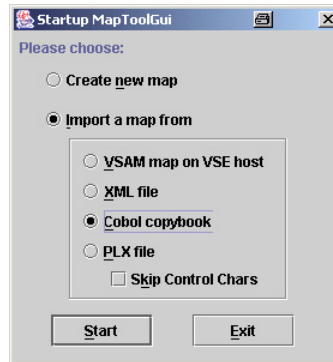 Startup MapToolGui
Please choose:
Create new map
Import a map from
VSAM map on VSE host
XML file
Cobol copybook
PLX file
Skip Control Chars
Start Exit